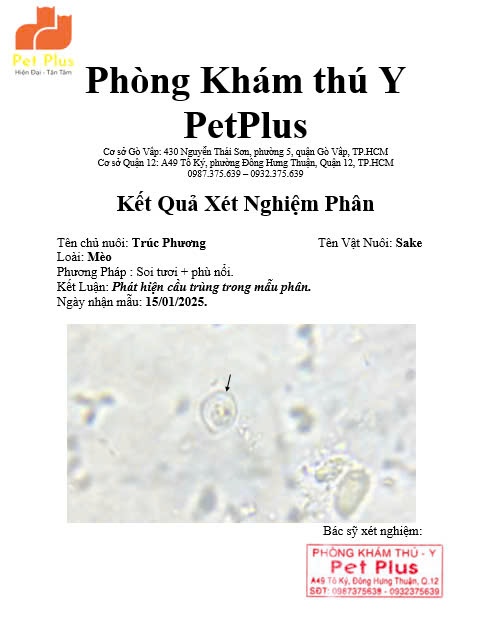 Pet Plus
Hiện Đại - Tận Tâm
Phòng Khám thú Y
PetPlus
Cơ sở Gò Vấp: 430 Nguyễn Thái Sơn, phường 5, quận Gò Vấp, TP.HCM
Cơ sở Quận 12: A49 Tô Ký, phường Đông Hưng Thuận, Quận 12, TP.HCM
0987.375.639 – 0932.375.639
Kết Quả Xét Nghiệm Phân
Tên chủ nuôi: Trúc Phương Tên Vật Nuôi: Sake
Loài: Mèo
Phương Pháp : Soi tươi + phù nổi.
Kết Luận: Phát hiện cầu trùng trong mẫu phân.
Ngày nhận mẫu: 15/01/2025.
Bác sỹ xét nghiệm:
PHÒNG KHÁM THÚ - Y
Pet Plus
A49 Tô Ký, Đông Hưng Thuận, Q.12
SĐT: 0987375639 - 0932375639